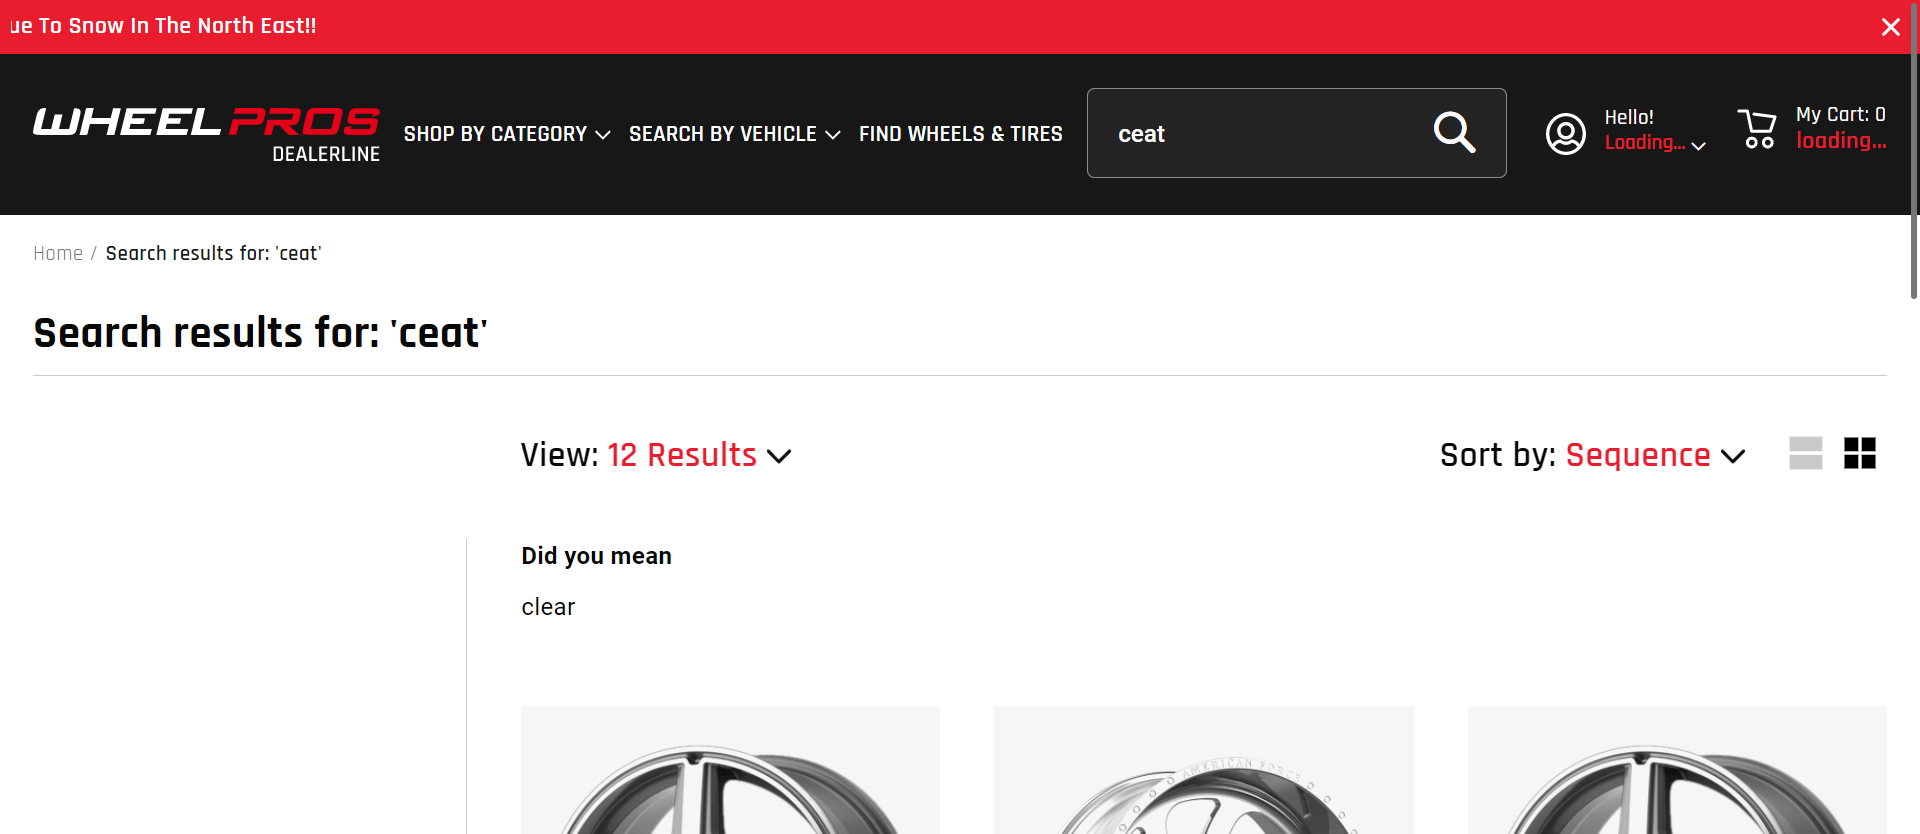 To Snow In The North East!!
WHEEL PROS
DEALERLINE
SHOP BY CATEGORY
SEARCH BY VEHICLE
FIND WHEELS & TIRES
ceat
Hello!
Loading...
My Cart: 0
loading...
Home / Search results for: 'ceat'
Search results for: 'ceat'
View: 12 Results
Sort by: Sequence
Did you mean
clear
AMERICAN FORCE